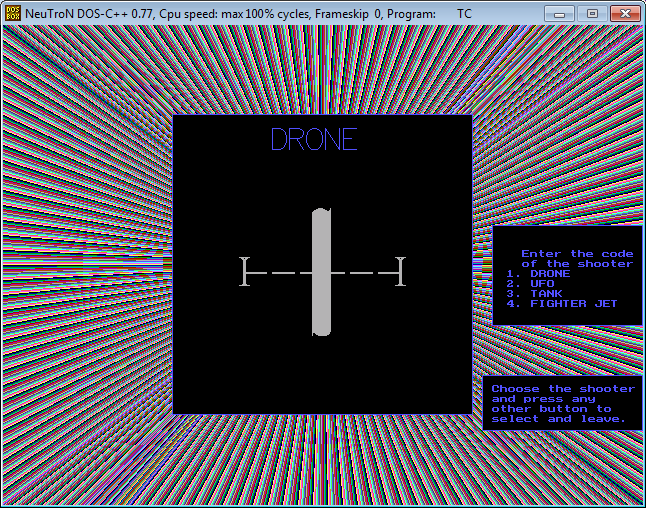 DOS BOX
NeuTroN DOS-C++ 0.77, Cpu speed: max 100% cycles, Frameskip 0, Program: TC
DRONE
Enter the code
of the shooter
1. DRONE
2. UFO
3. TANK
4. FIGHTER JET
Choose the shooter
and press any
other button to
select and leave.